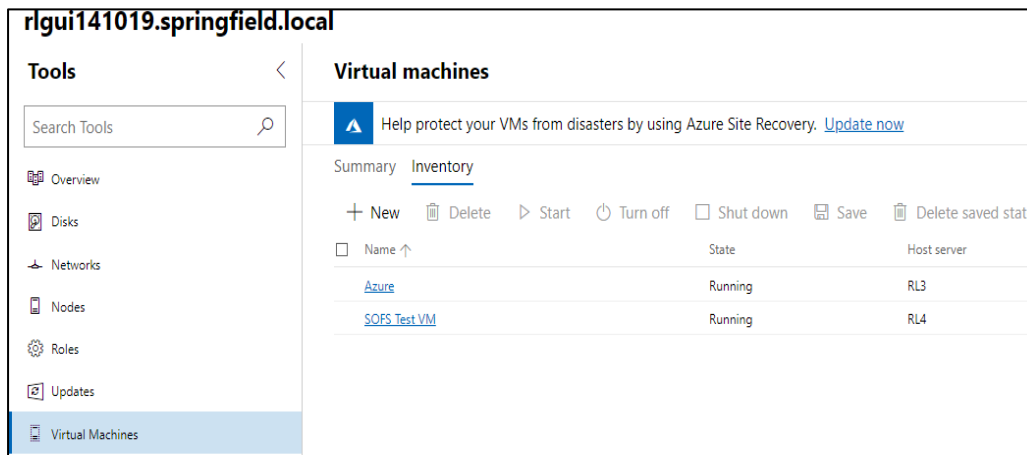 rlgui141019.springfield.local
Tools
Search Tools
Overview
Disks
Networks
Nodes
Roles
Updates
Virtual Machines
Virtual machines
Help protect your VMs from disasters by using Azure Site Recovery. Update now
Summary Inventory
New Delete Start Turn off Shut down Save Delete saved stat
Name State Host server
Azure Running RL3
SOFS Test VM Running RL4